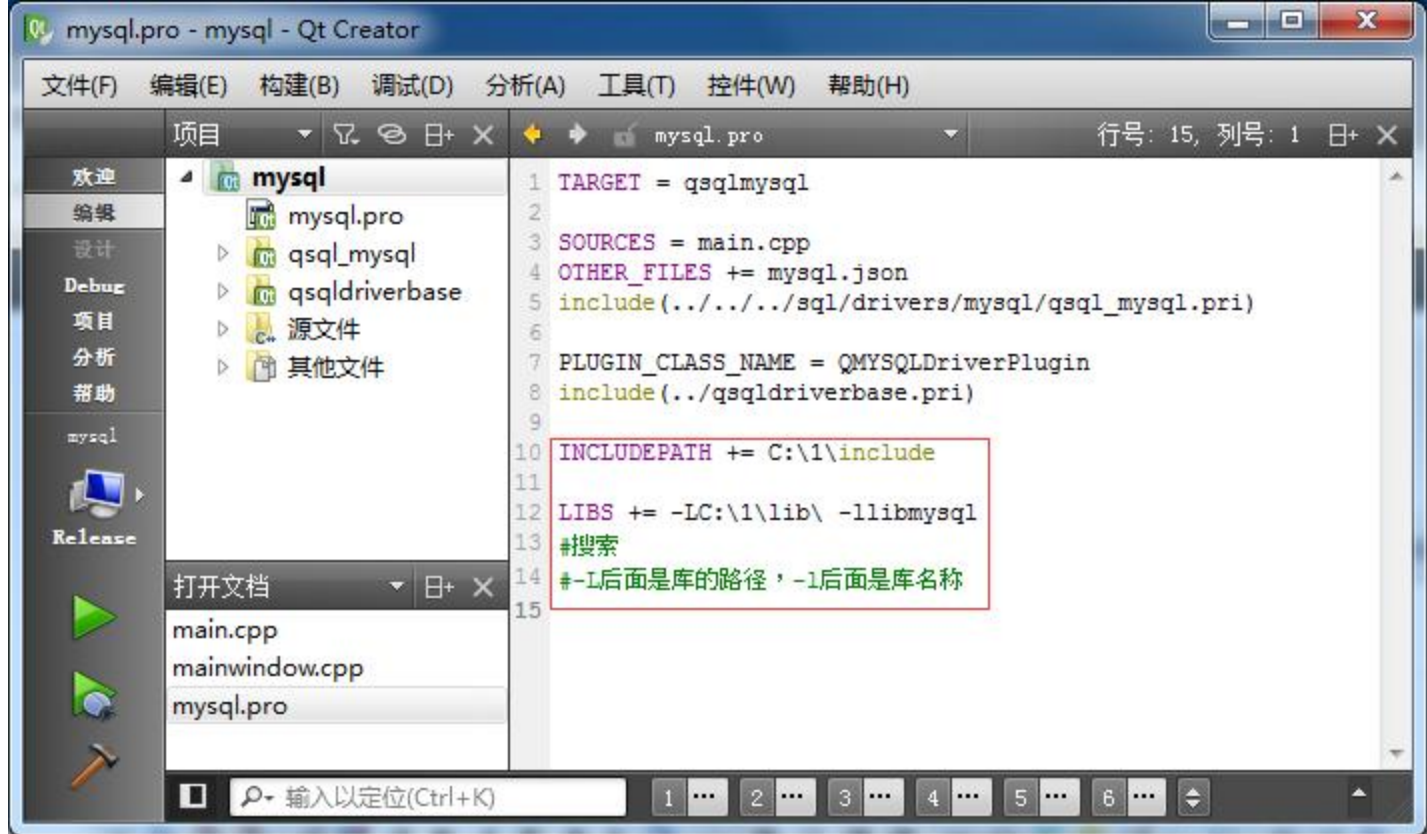 mysql.pro - mysql - Qt Creator
文件(F) 编辑(E) 构建(B) 调试(D) 分析(A) 工具(T) 控件(W) 帮助(H)
项目
mysql.pro
行号: 15, 列号: 1
欢迎
编辑
设计
Debug
项目
分析
帮助
mysql
Release
mysql
mysql.pro
qsql_mysql
qsqldriverbase
源文件
其他文件
打开文档
main.cpp
mainwindow.cpp
mysql.pro
1 TARGET = qsqlmysql
2
3 SOURCES = main.cpp
4 OTHER_FILES += mysql.json
5 include(../../../sql/drivers/mysql/qsql_mysql.pri)
6
7 PLUGIN_CLASS_NAME = QMYSQLDriverPlugin
8 include(../qsqldriverbase.pri)
9
10 INCLUDEPATH += C:\1\include
11
12 LIBS += -LC:\1\lib\ -llibmysql
13 #搜索
14 #-L后面是库的路径，-l后面是库名称
15
输入以定位(Ctrl+K)
1 2 3 4 5 6